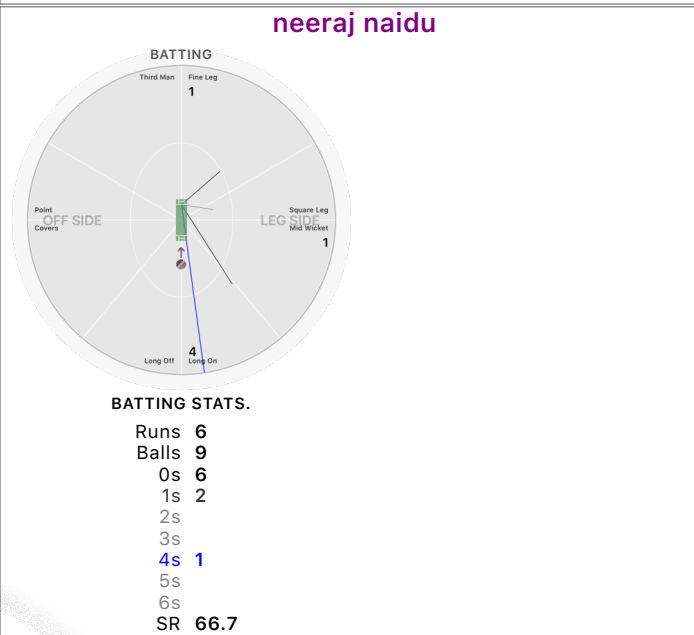 neeraj naidu
BATTING
Third Man Fine Leg
1
Point Square Leg
OFF SIDE LEG SIDE
Covers Mid Wicket
1
4
Long Off Long On
BATTING STATS.
Runs 6
Balls 9
0s 6
1s 2
2s
3s
4s 1
5s
6s
SR 66.7